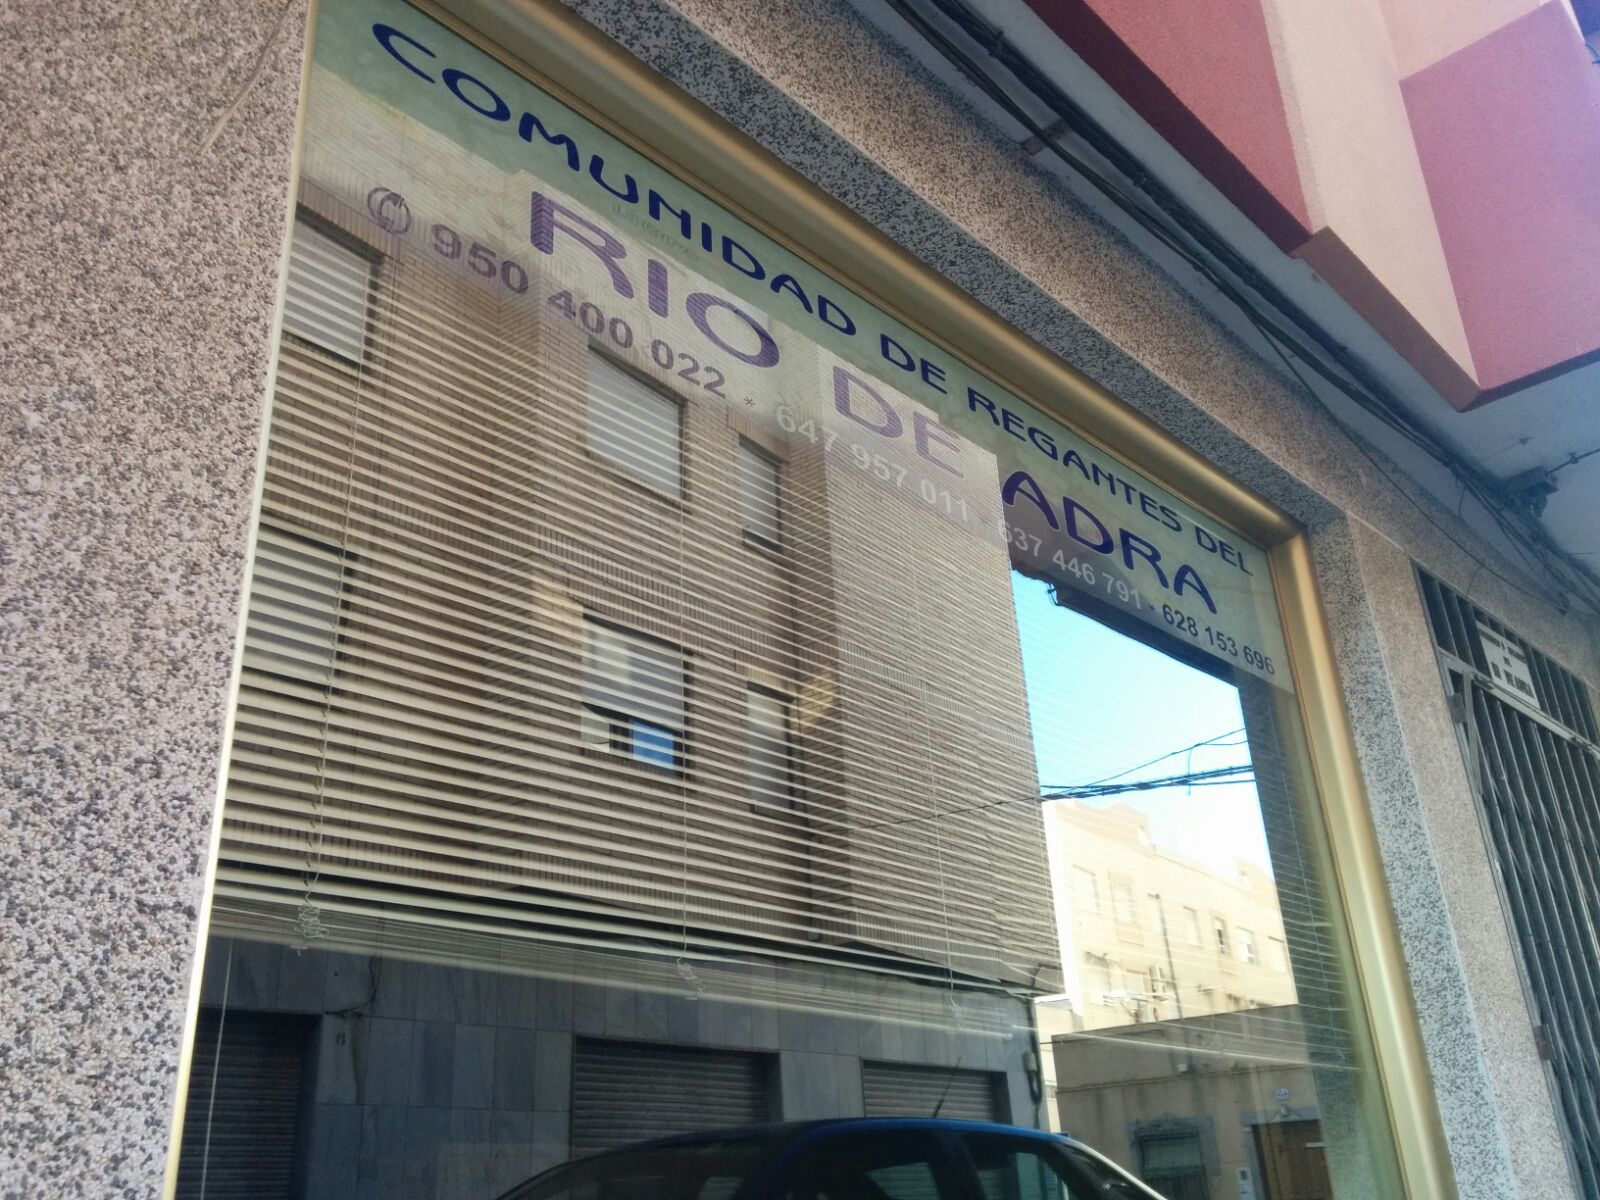 COMUNIDAD DE REGANTES DEL
RIO DE ADRA
950 400 022 * 647 957 011 * 637 446 791 * 628 153 696